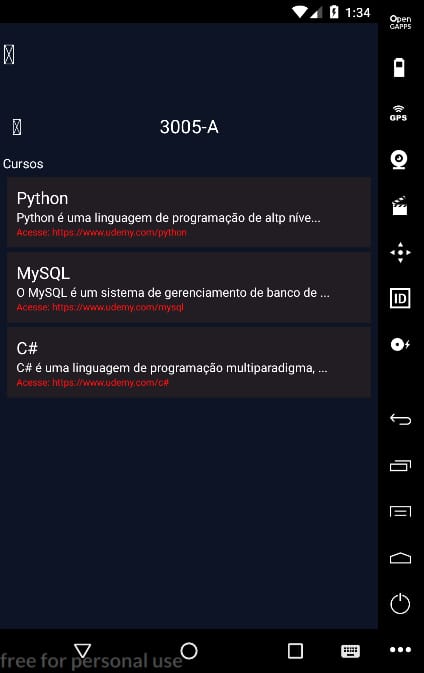 1:34
Open
GAPPS
GPS
3005-A
Cursos
Python
Python é uma linguagem de programação de altp níve...
Acesse: https://www.udemy.com/python
MySQL
O MySQL é um sistema de gerenciamento de banco de ...
Acesse: https://www.udemy.com/mysql
ID
C#
C# é uma linguagem de programação multiparadigma, ...
Acesse: https://www.udemy.com/c#
free for personal use